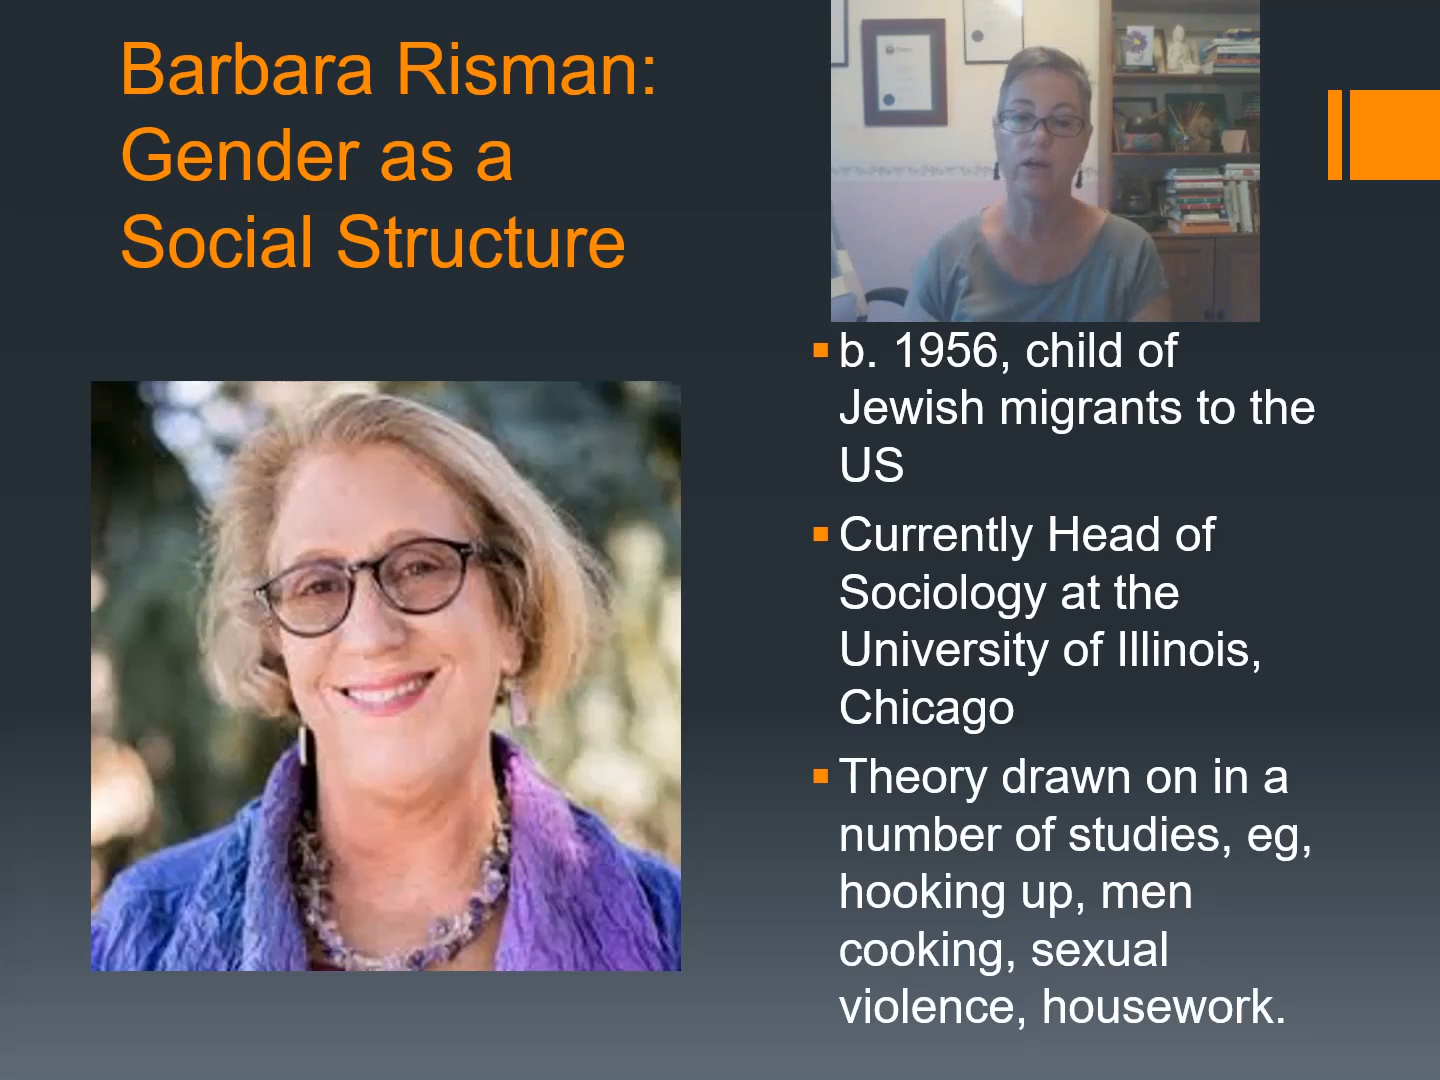 Barbara Risman:
Gender as a
Social Structure
b. 1956, child of
Jewish migrants to the
US
Currently Head of
Sociology at the
University of Illinois,
Chicago
Theory drawn on in a
number of studies, eg,
hooking up, men
cooking, sexual
violence, housework.